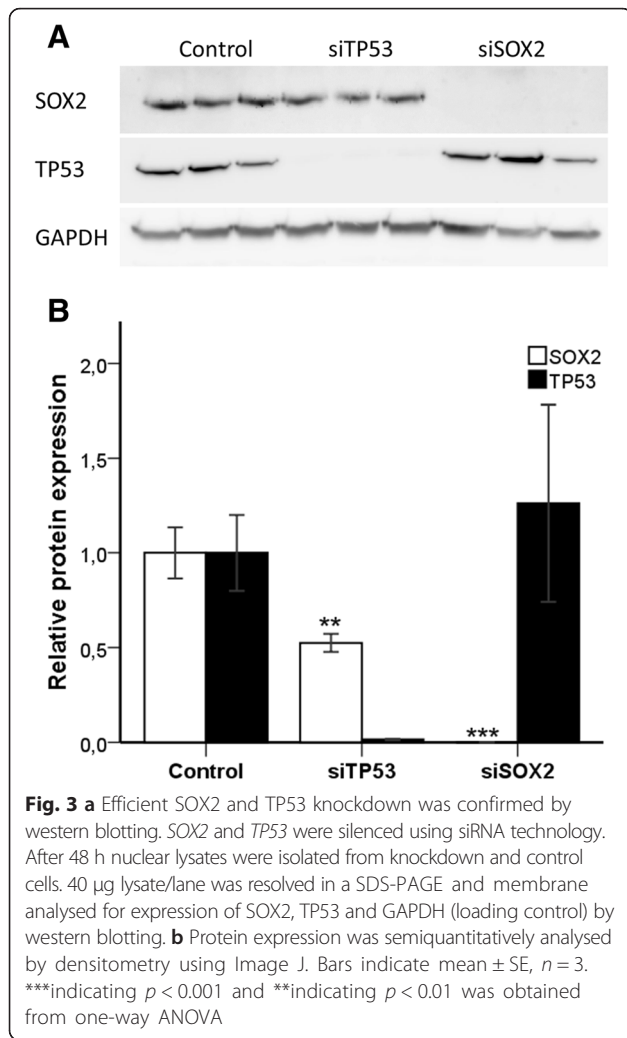 A
Control siTP53 siSOX2
SOX2
TP53
GAPDH
B
Relative protein expression
2,0
1,5
1,0
0,5
0,0
SOX2
TP53
**
***
Control siTP53 siSOX2
Fig. 3 a Efficient SOX2 and TP53 knockdown was confirmed by
western blotting. SOX2 and TP53 were silenced using siRNA technology.
After 48 h nuclear lysates were isolated from knockdown and control
cells. 40 μg lysate/lane was resolved in a SDS-PAGE and membrane
analysed for expression of SOX2, TP53 and GAPDH (loading control) by
western blotting. b Protein expression was semiquantitatively analysed
by densitometry using Image J. Bars indicate mean ± SE, n = 3.
***indicating p < 0.001 and **indicating p < 0.01 was obtained
from one-way ANOVA